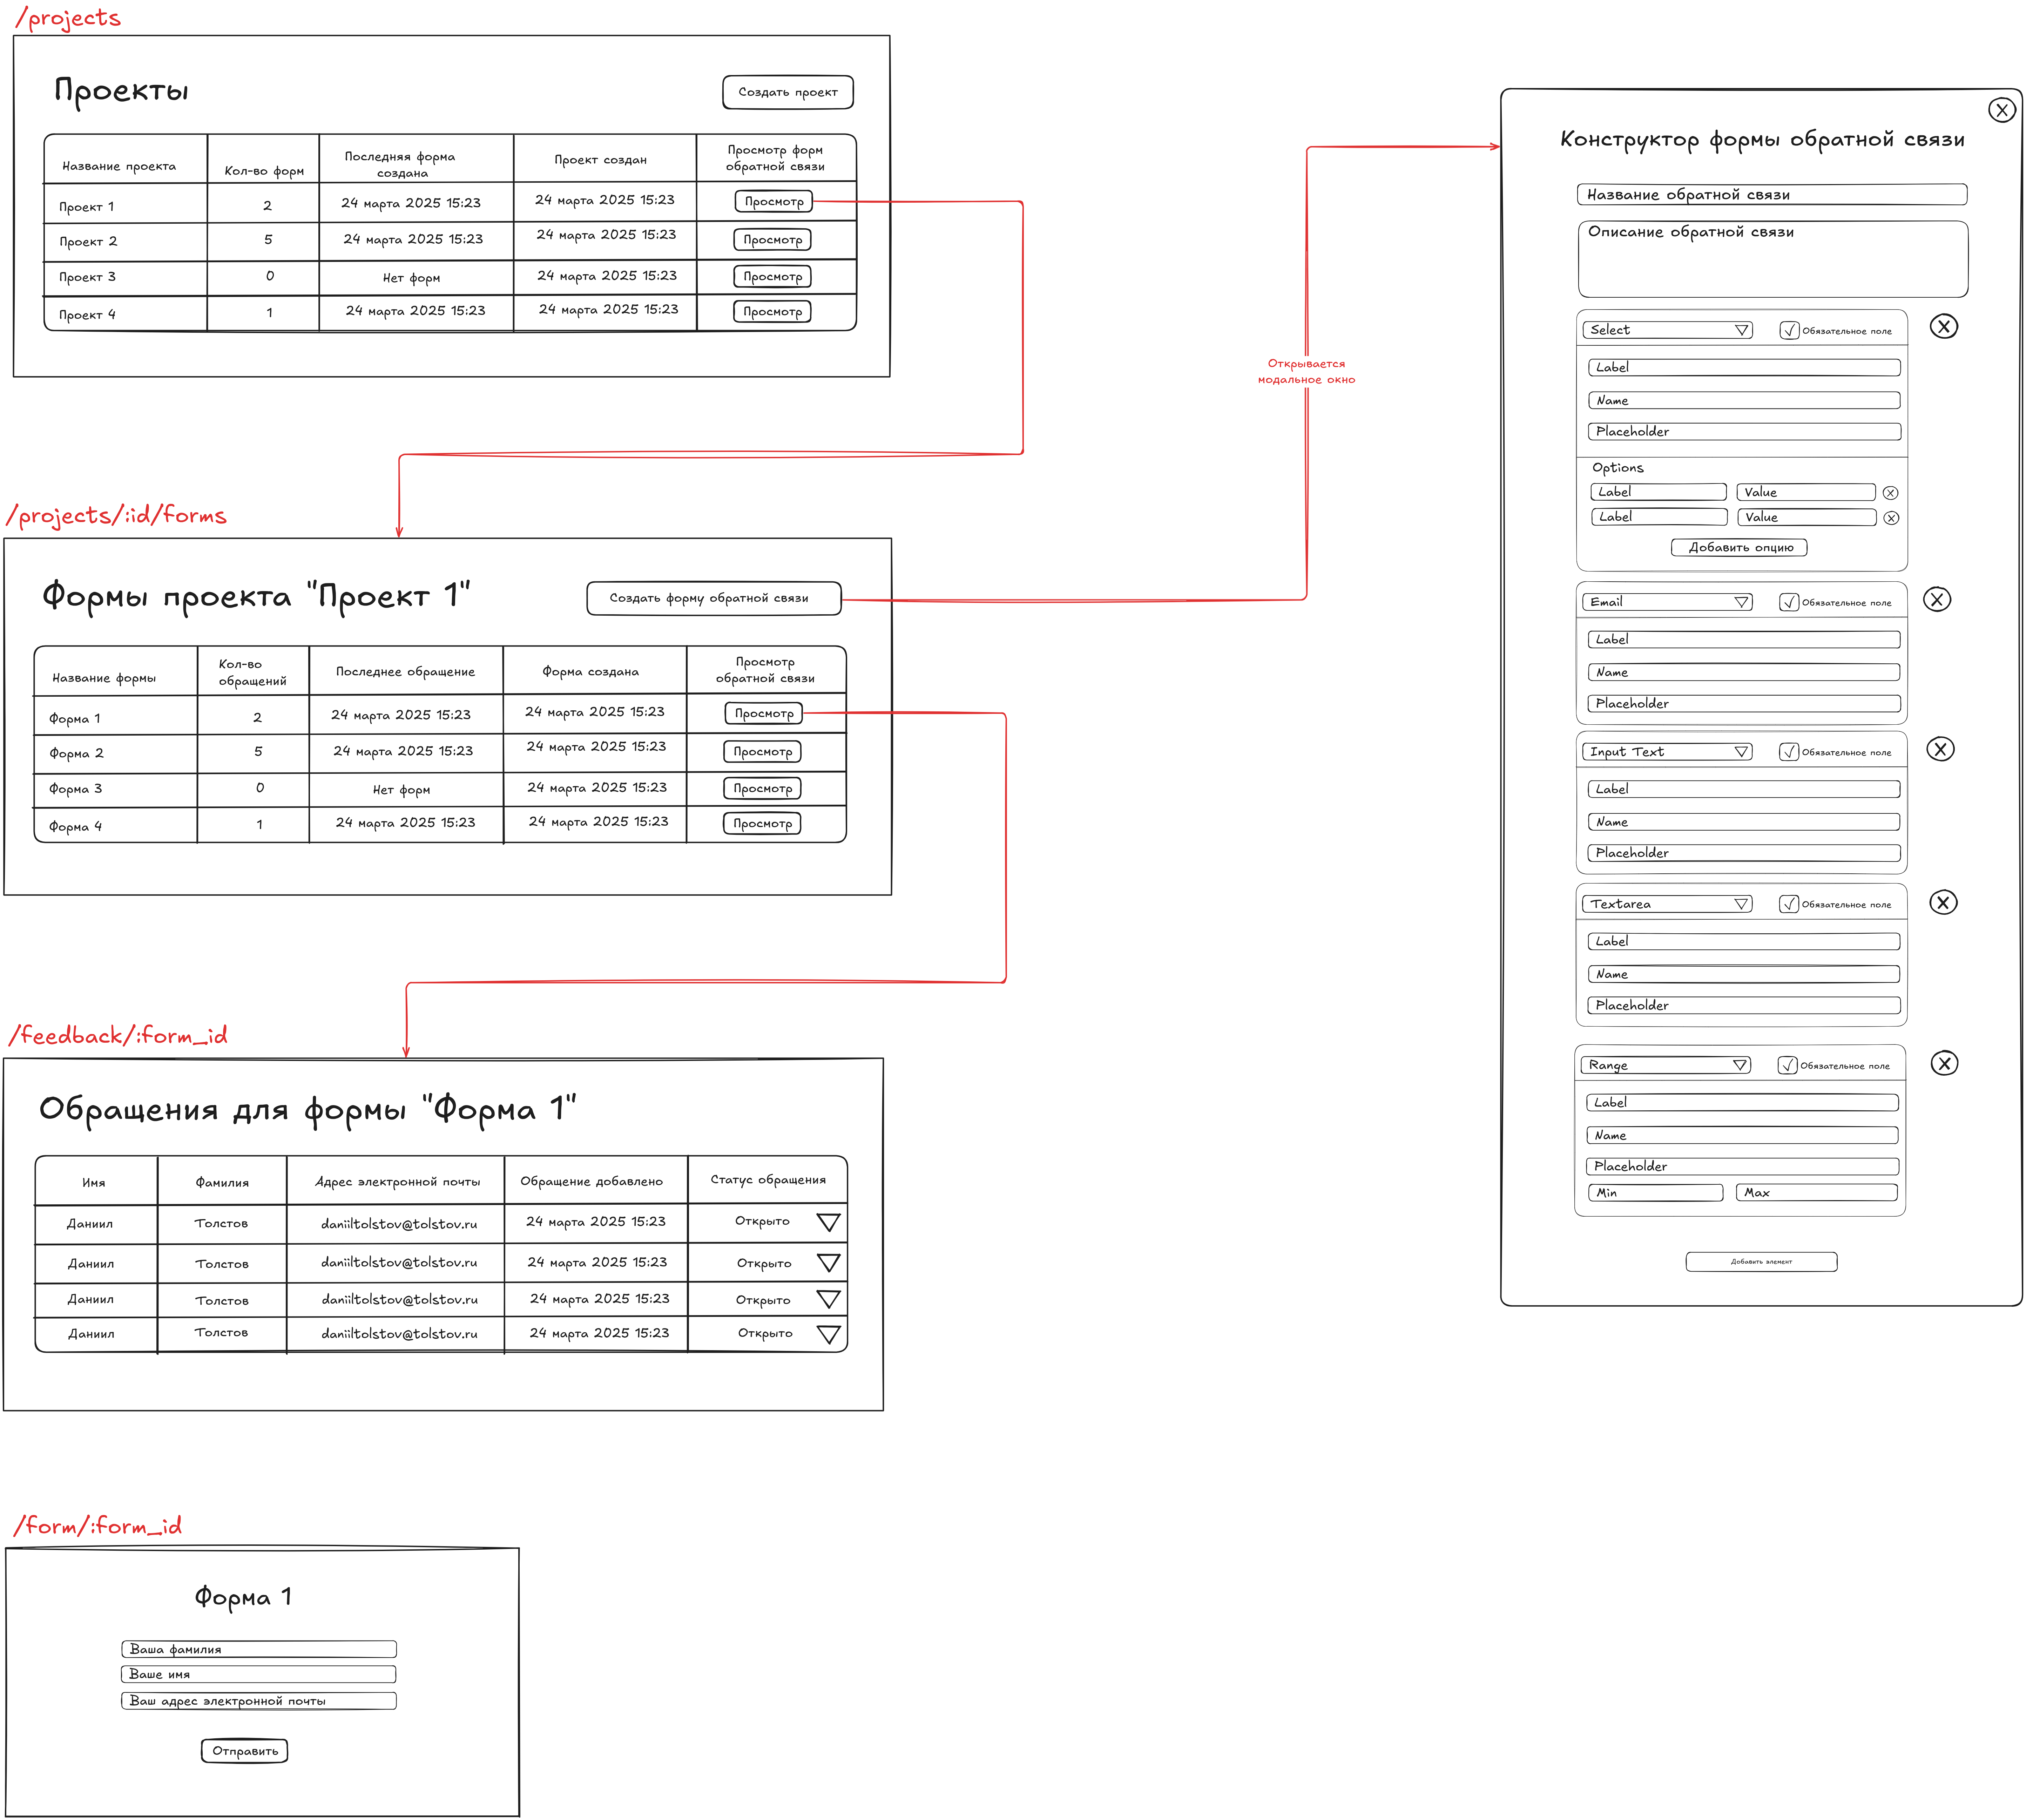 /projects
Проекты
Создать проект
Название проекта
Кол-во форм
Последняя форма
создана
Проект создан
Просмотр форм
обратной связи
Проект 1
2
24 марта 2025 15:23
24 марта 2025 15:23
Просмотр
Проект 2
5
24 марта 2025 15:23
24 марта 2025 15:23
Просмотр
Проект 3
0
Нет форм
24 марта 2025 15:23
Просмотр
Проект 4
1
24 марта 2025 15:23
24 марта 2025 15:23
Просмотр
Открывается
модальное окно
/projects/:id/forms
Формы проекта "Проект 1"
Создать форму обратной связи
Название формы
Кол-во
обращений
Последнее обращение
Форма создана
Просмотр
обратной связи
Форма 1
2
24 марта 2025 15:23
24 марта 2025 15:23
Просмотр
Форма 2
5
24 марта 2025 15:23
24 марта 2025 15:23
Просмотр
Форма 3
0
Нет форм
24 марта 2025 15:23
Просмотр
Форма 4
1
24 марта 2025 15:23
24 марта 2025 15:23
Просмотр
/feedback/:form_id
Обращения для формы "Форма 1"
Имя
Фамилия
Адрес электронной почты
Обращение добавлено
Статус обращения
Даниил
Толстов
daniiltolstov@tolstov.ru
24 марта 2025 15:23
Открыто
Даниил
Толстов
daniiltolstov@tolstov.ru
24 марта 2025 15:23
Открыто
Даниил
Толстов
daniiltolstov@tolstov.ru
24 марта 2025 15:23
Открыто
Даниил
Толстов
daniiltolstov@tolstov.ru
24 марта 2025 15:23
Открыто
/form/:form_id
Форма 1
Ваша фамилия
Ваше имя
Ваш адрес электронной почты
Отправить
X
Конструктор формы обратной связи
Название обратной связи
Описание обратной связи
Select
Обязательное поле
X
Label
Name
Placeholder
Options
Label
Value
X
Label
Value
X
Добавить опцию
Email
Обязательное поле
X
Label
Name
Placeholder
Input Text
Обязательное поле
X
Label
Name
Placeholder
Textarea
Обязательное поле
X
Label
Name
Placeholder
Range
Обязательное поле
X
Label
Name
Placeholder
Min
Max
Добавить элемент